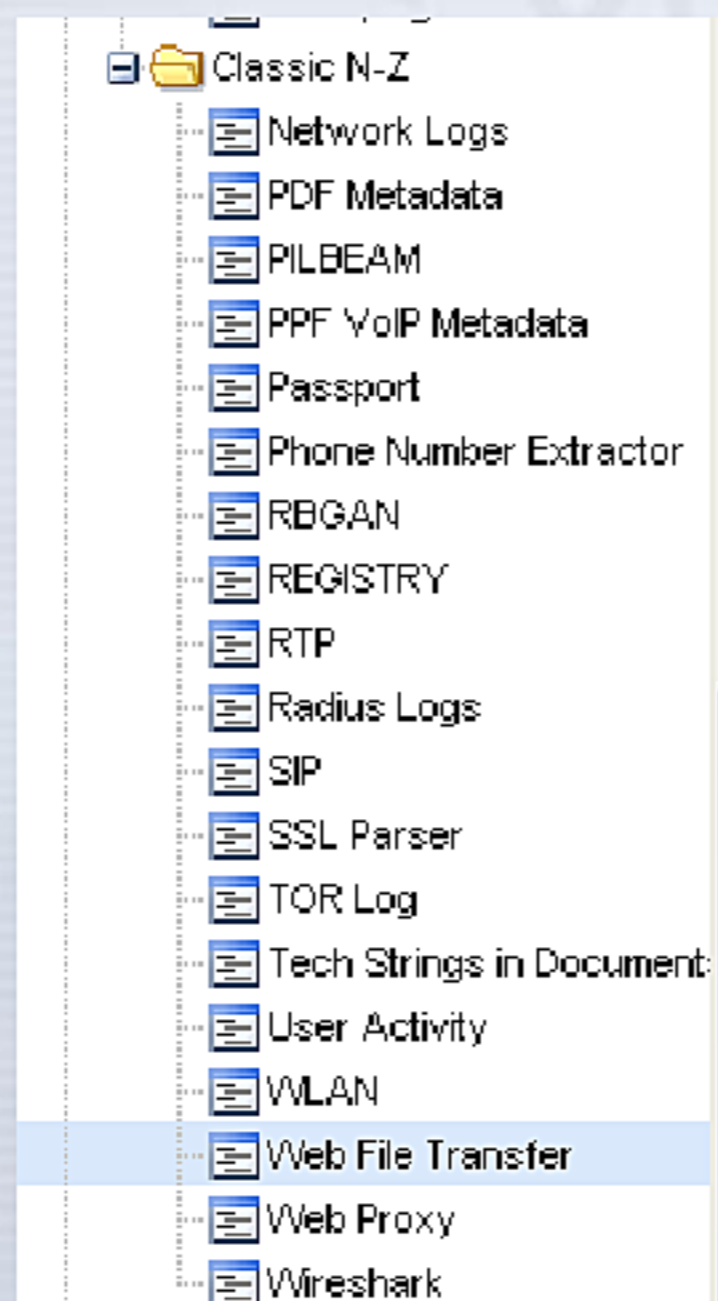 Classic N-Z
Network Logs
PDF Metadata
PILBEAM
PPF VoIP Metadata
Passport
Phone Number Extractor
RBGAN
REGISTRY
RTP
Radius Logs
SIP
SSL Parser
TOR Log
Tech Strings in Document
User Activity
WLAN
Web File Transfer
Web Proxy
Wireshark